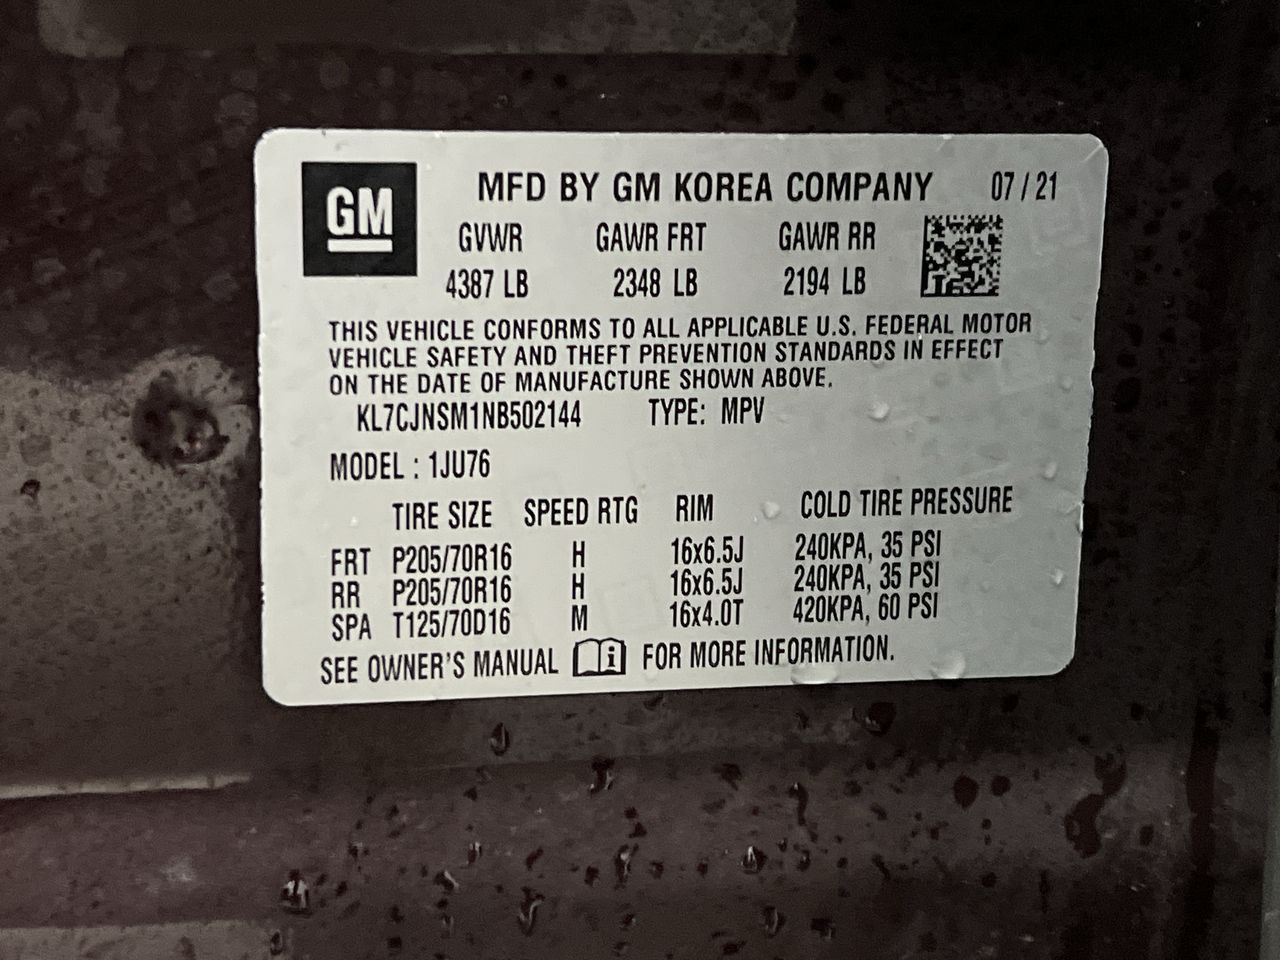 GM
MFD BY GM KOREA COMPANY 07/21
GVWR GAWR FRT GAWR RR
4387 LB 2348 LB 2194 LB
THIS VEHICLE CONFORMS TO ALL APPLICABLE U.S. FEDERAL MOTOR
VEHICLE SAFETY AND THEFT PREVENTION STANDARDS IN EFFECT
ON THE DATE OF MANUFACTURE SHOWN ABOVE.
KL7CJNSM1NB502144 TYPE: MPV
MODEL : 1JU76
TIRE SIZE SPEED RTG RIM COLD TIRE PRESSURE
FRT P205/70R16 H 16x6.5J 240KPA, 35 PSI
RR P205/70R16 H 16x6.5J 240KPA, 35 PSI
SPA T125/70D16 M 16x4.0T 420KPA, 60 PSI
SEE OWNER'S MANUAL i FOR MORE INFORMATION.